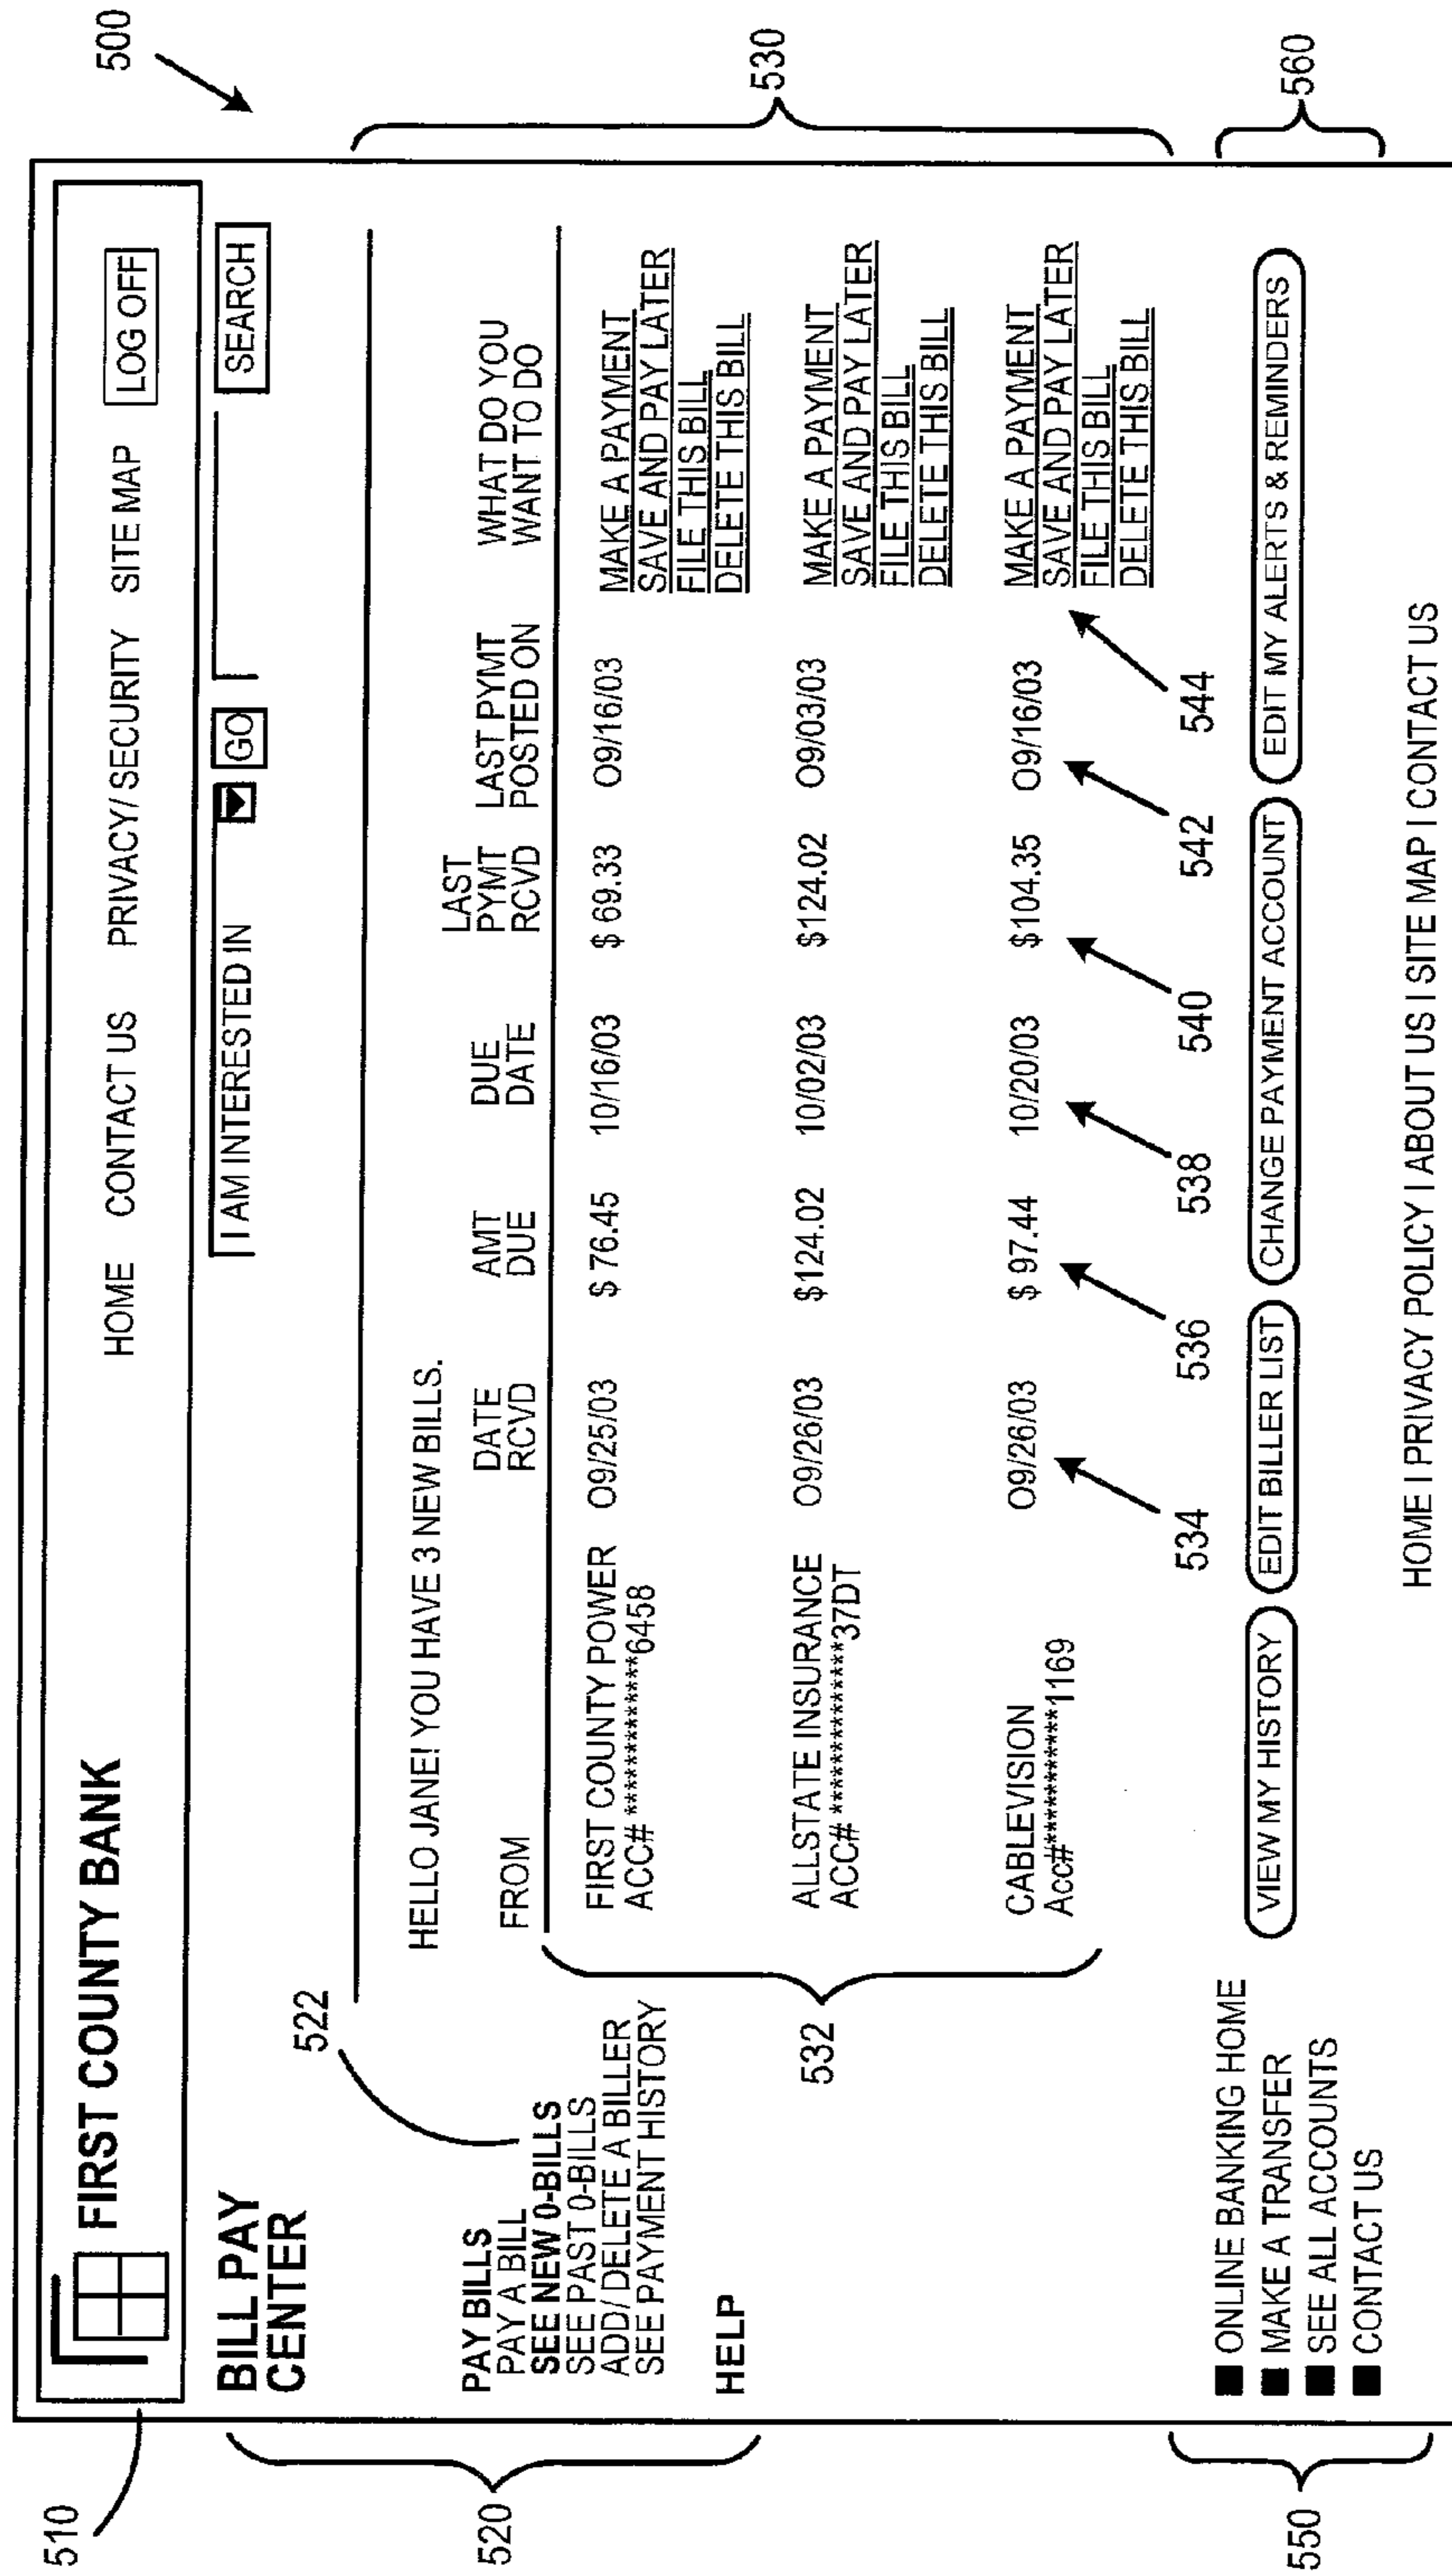 500
510
FIRST COUNTY BANK
HOME CONTACT US PRIVACY/SECURITY SITE MAP LOG OFF
I AM INTERESTED IN GO SEARCH
BILL PAY
CENTER
522
520
PAY BILLS
PAY A BILL
SEE NEW 0-BILLS
SEE PAST 0-BILLS
ADD/ DELETE A BILLER
SEE PAYMENT HISTORY
HELP
530
HELLO JANE! YOU HAVE 3 NEW BILLS.
FROM
DATE
RCVD
AMT
DUE
DUE
DATE
LAST
PYMT
RCVD
LAST PYMT
POSTED ON
WHAT DO YOU
WANT TO DO
532
FIRST COUNTY POWER O9/25/03 $ 76.45 10/16/03 $ 69.33 O9/16/03 MAKE A PAYMENT
ACC# *************6458
SAVE AND PAY LATER
FILE THIS BILL
DELETE THIS BILL
ALLSTATE INSURANCE O9/26/03 $124.02 10/02/03 $124.02 O9/03/03 MAKE A PAYMENT
ACC# **************37DT
SAVE AND PAY LATER
FILE THIS BILL
DELETE THIS BILL
CABLEVISION O9/26/03 $ 97.44 10/20/03 $104.35 O9/16/03 MAKE A PAYMENT
Acc#*************1169
SAVE AND PAY LATER
FILE THIS BILL
DELETE THIS BILL
534 536 538 540 542 544
550
ONLINE BANKING HOME
MAKE A TRANSFER
SEE ALL ACCOUNTS
CONTACT US
VIEW MY HISTORY EDIT BILLER LIST CHANGE PAYMENT ACCOUNT EDIT MY ALERTS & REMINDERS
560
HOME I PRIVACY POLICY I ABOUT US I SITE MAP I CONTACT US